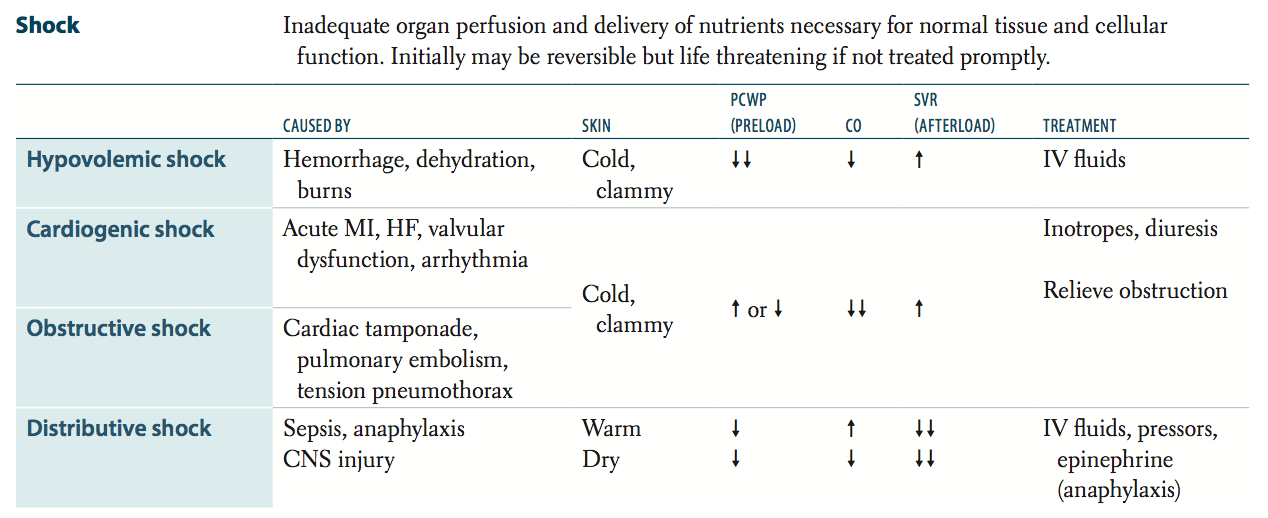 Shock
Inadequate organ perfusion and delivery of nutrients necessary for normal tissue and cellular
function. Initially may be reversible but life threatening if not treated promptly.
CAUSED BY
SKIN
PCWP
(PRELOAD)
CO
SVR
(AFTERLOAD)
TREATMENT
Hypovolemic shock
Hemorrhage, dehydration,
burns
Cold,
clammy
↓↓
↓
↑
IV fluids
Cardiogenic shock
Acute MI, HF, valvular
dysfunction, arrhythmia
Inotropes, diuresis
Obstructive shock
Cardiac tamponade,
pulmonary embolism,
tension pneumothorax
Cold,
clammy
↑ or ↓
↓↓
↑
Relieve obstruction
Distributive shock
Sepsis, anaphylaxis
Warm
↓
↑
↓↓
CNS injury
Dry
↓
↓
↓↓
IV fluids, pressors,
epinephrine
(anaphylaxis)